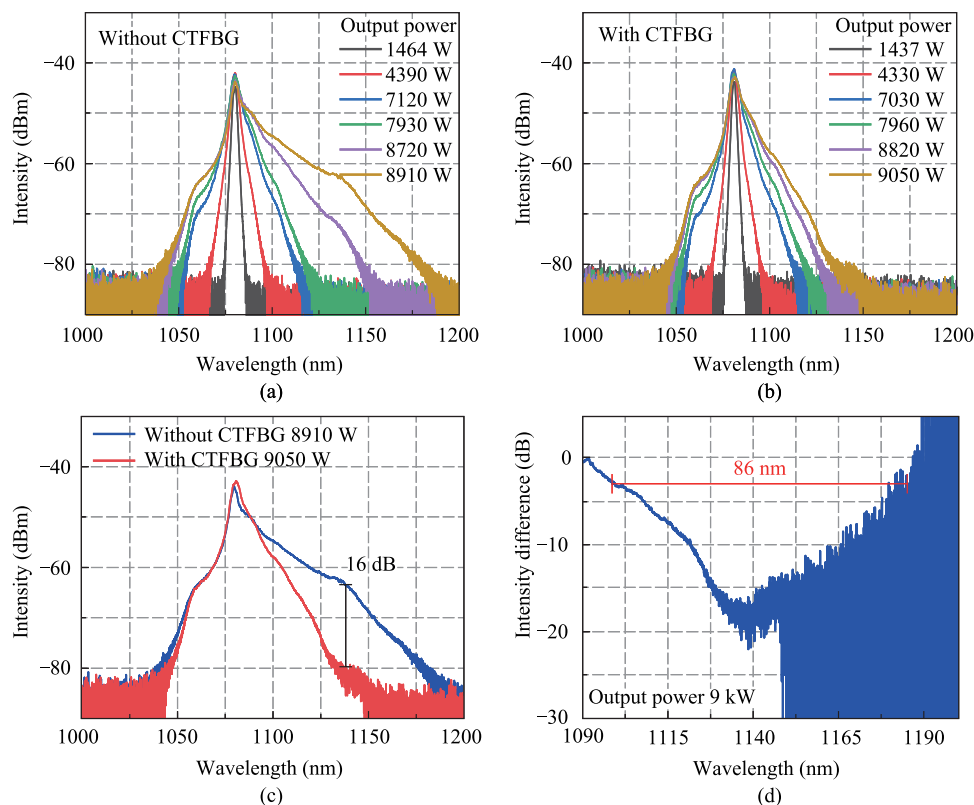 Without CTFBG
Output power
1464 W
4390 W
7120 W
7930 W
8720 W
8910 W
−40
−60
−80
Intensity (dBm)
1000 1050 1100 1150 1200
Wavelength (nm)
(a)
With CTFBG
Output power
1437 W
4330 W
7030 W
7960 W
8820 W
9050 W
−40
−60
−80
Intensity (dBm)
1000 1050 1100 1150 1200
Wavelength (nm)
(b)
Without CTFBG 8910 W
With CTFBG 9050 W
16 dB
−40
−60
−80
Intensity (dBm)
1000 1050 1100 1150 1200
Wavelength (nm)
(c)
86 nm
Output power 9 kW
0
−10
−20
−30
Intensity difference (dB)
1090 1115 1140 1165 1190
Wavelength (nm)
(d)